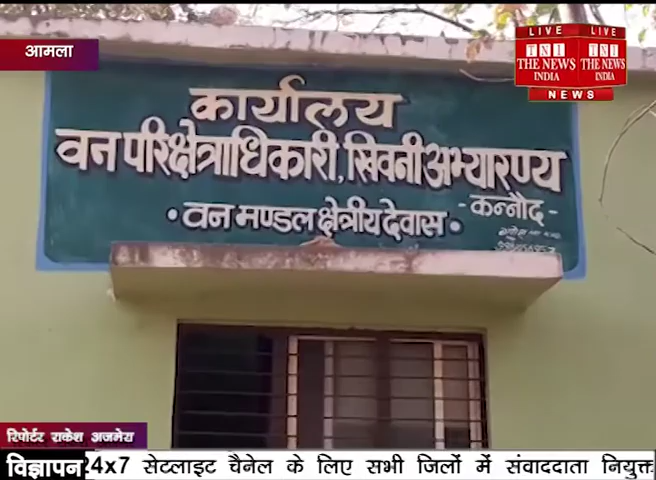 LIVE LIVE
TNI TNI
THE NEWS THE NEWS
INDIA INDIA
NEWS
आमला
कार्यालय
वन परिक्षेत्राधिकारी, सिवनी अभ्यारण्य
- कन्नौद -
• वन मण्डल क्षेत्रीय देवास •
रिपोर्टर राकेश अजमेरा
विज्ञापन 24x7 सेटलाइट चैनेल के लिए सभी जिलों में संवाददाता नियुक्त